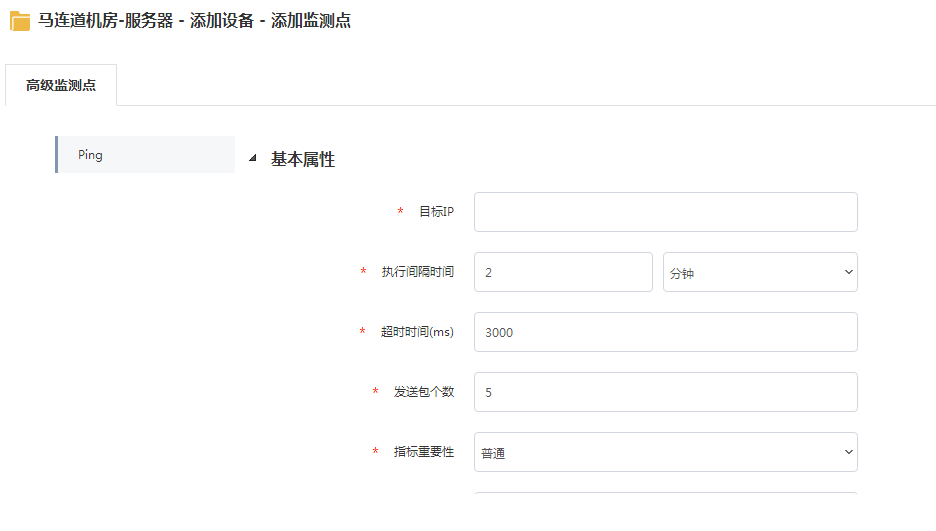 马连道机房-服务器 - 添加设备 - 添加监测点
高级监测点
Ping
基本属性
* 目标IP
* 执行间隔时间 2 分钟
* 超时时间(ms) 3000
* 发送包个数 5
* 指标重要性 普通